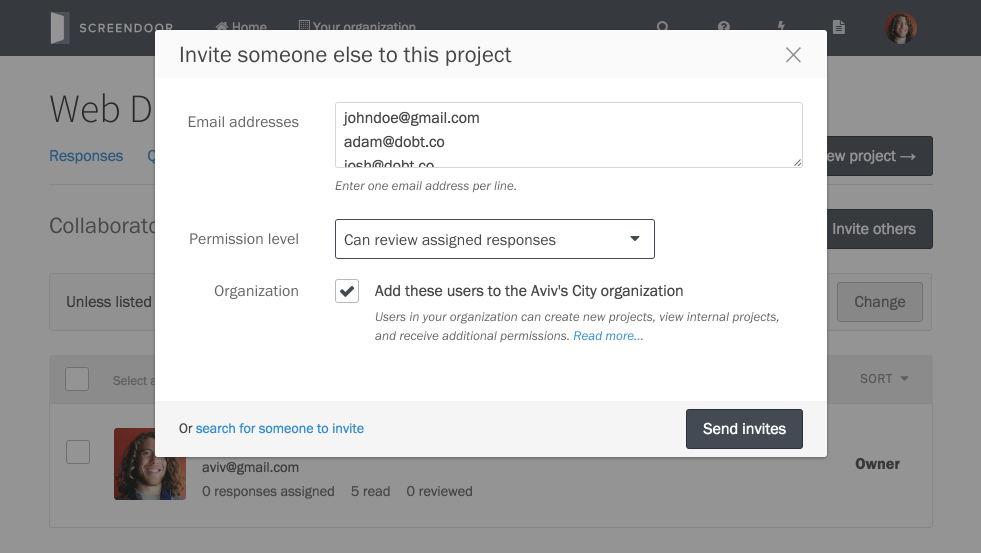 SCREENDOOR
Home
Your organization
Invite someone else to this project
Web D
Email addresses
johndoe@gmail.com
adam@dobt.co
josh@dobt.co
Enter one email address per line.
Responses
ew project →
Permission level
Can review assigned responses
Collaborato
Invite others
Organization
Add these users to the Aviv's City organization
Users in your organization can create new projects, view internal projects,
and receive additional permissions. Read more...
Unless listed
Change
Select a
SORT
Or search for someone to invite
Send invites
aviv@gmail.com
0 responses assigned 5 read 0 reviewed
Owner